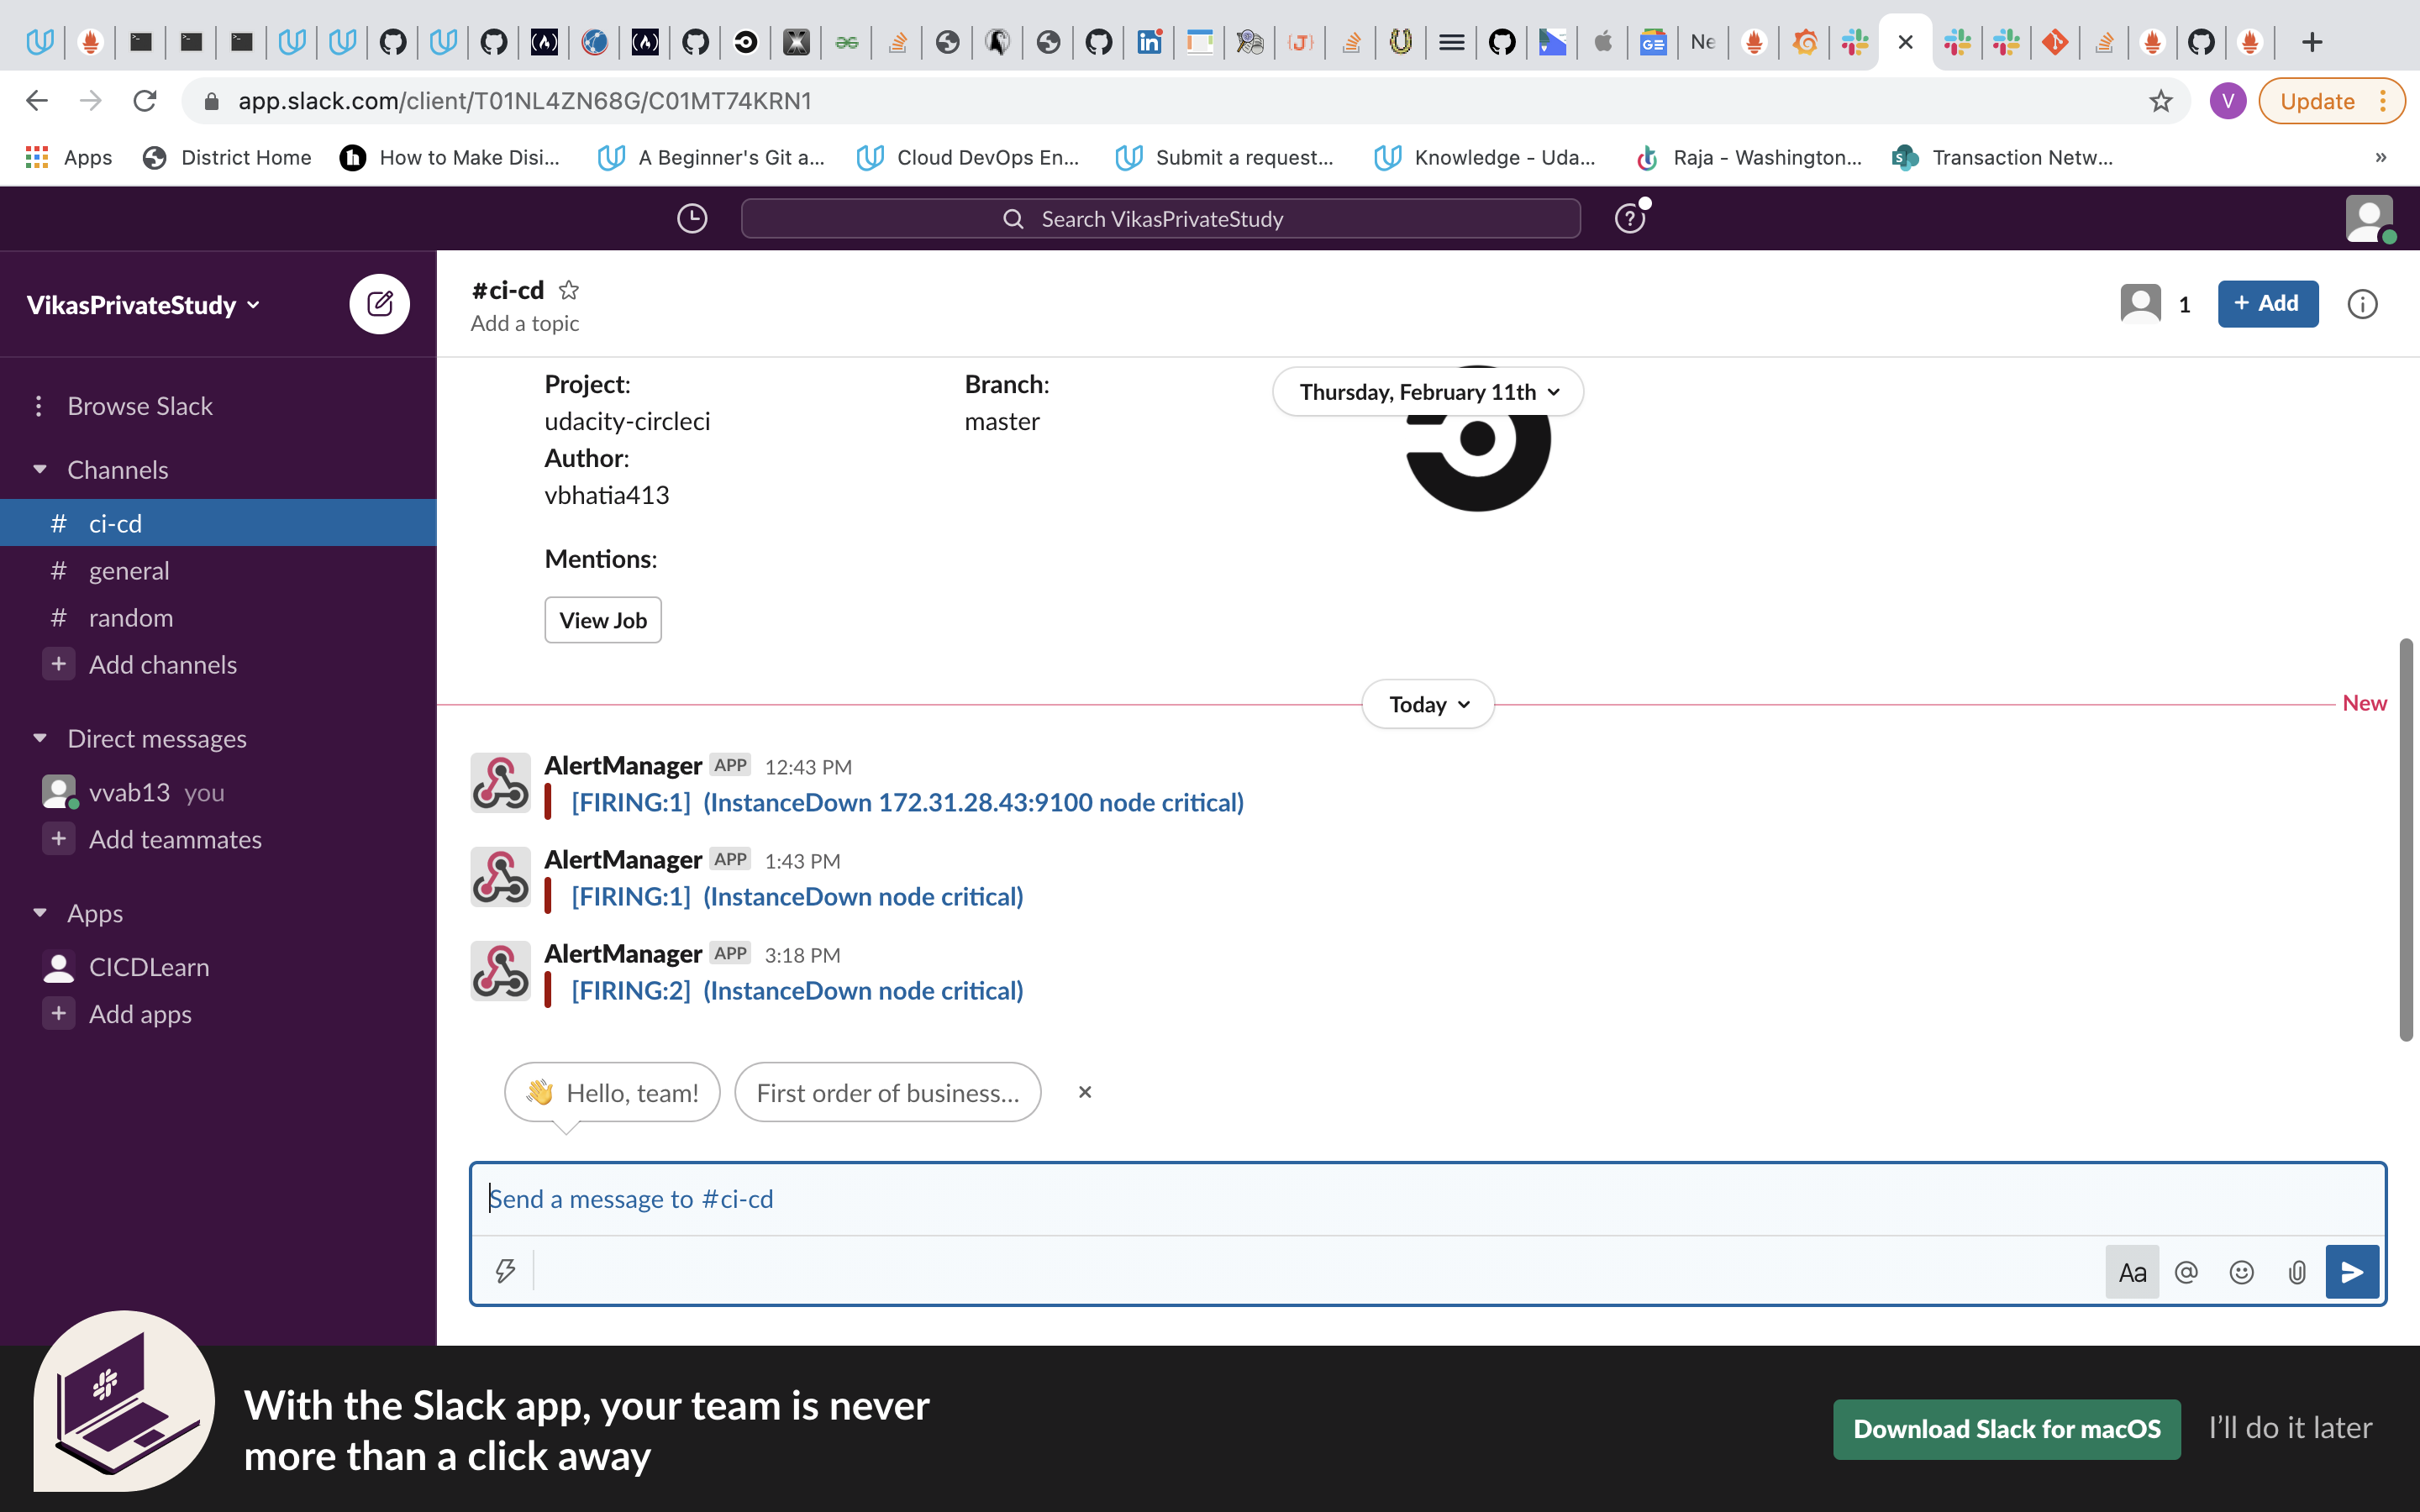 Ne
app.slack.com/client/T01NL4ZN68G/C01MT74KRN1
V
Update
Apps
District Home
How to Make Disi...
A Beginner's Git a...
Cloud DevOps En...
Submit a request...
Knowledge - Uda...
Raja - Washington...
Transaction Netw...
»
Search VikasPrivateStudy
VikasPrivateStudy
#ci-cd
Add a topic
1
+ Add
Browse Slack
Channels
# ci-cd
# general
# random
+ Add channels
Direct messages
vvab13 you
+ Add teammates
Apps
CICDLearn
+ Add apps
Project:
udacity-circleci
Author:
vbhatia413
Branch:
master
Thursday, February 11th
Mentions:
View Job
Today
New
AlertManager APP 12:43 PM
[FIRING:1] (InstanceDown 172.31.28.43:9100 node critical)
AlertManager APP 1:43 PM
[FIRING:1] (InstanceDown node critical)
AlertManager APP 3:18 PM
[FIRING:2] (InstanceDown node critical)
👋 Hello, team!
First order of business...
Send a message to #ci-cd
Aa @
With the Slack app, your team is never
more than a click away
Download Slack for macOS
I'll do it later